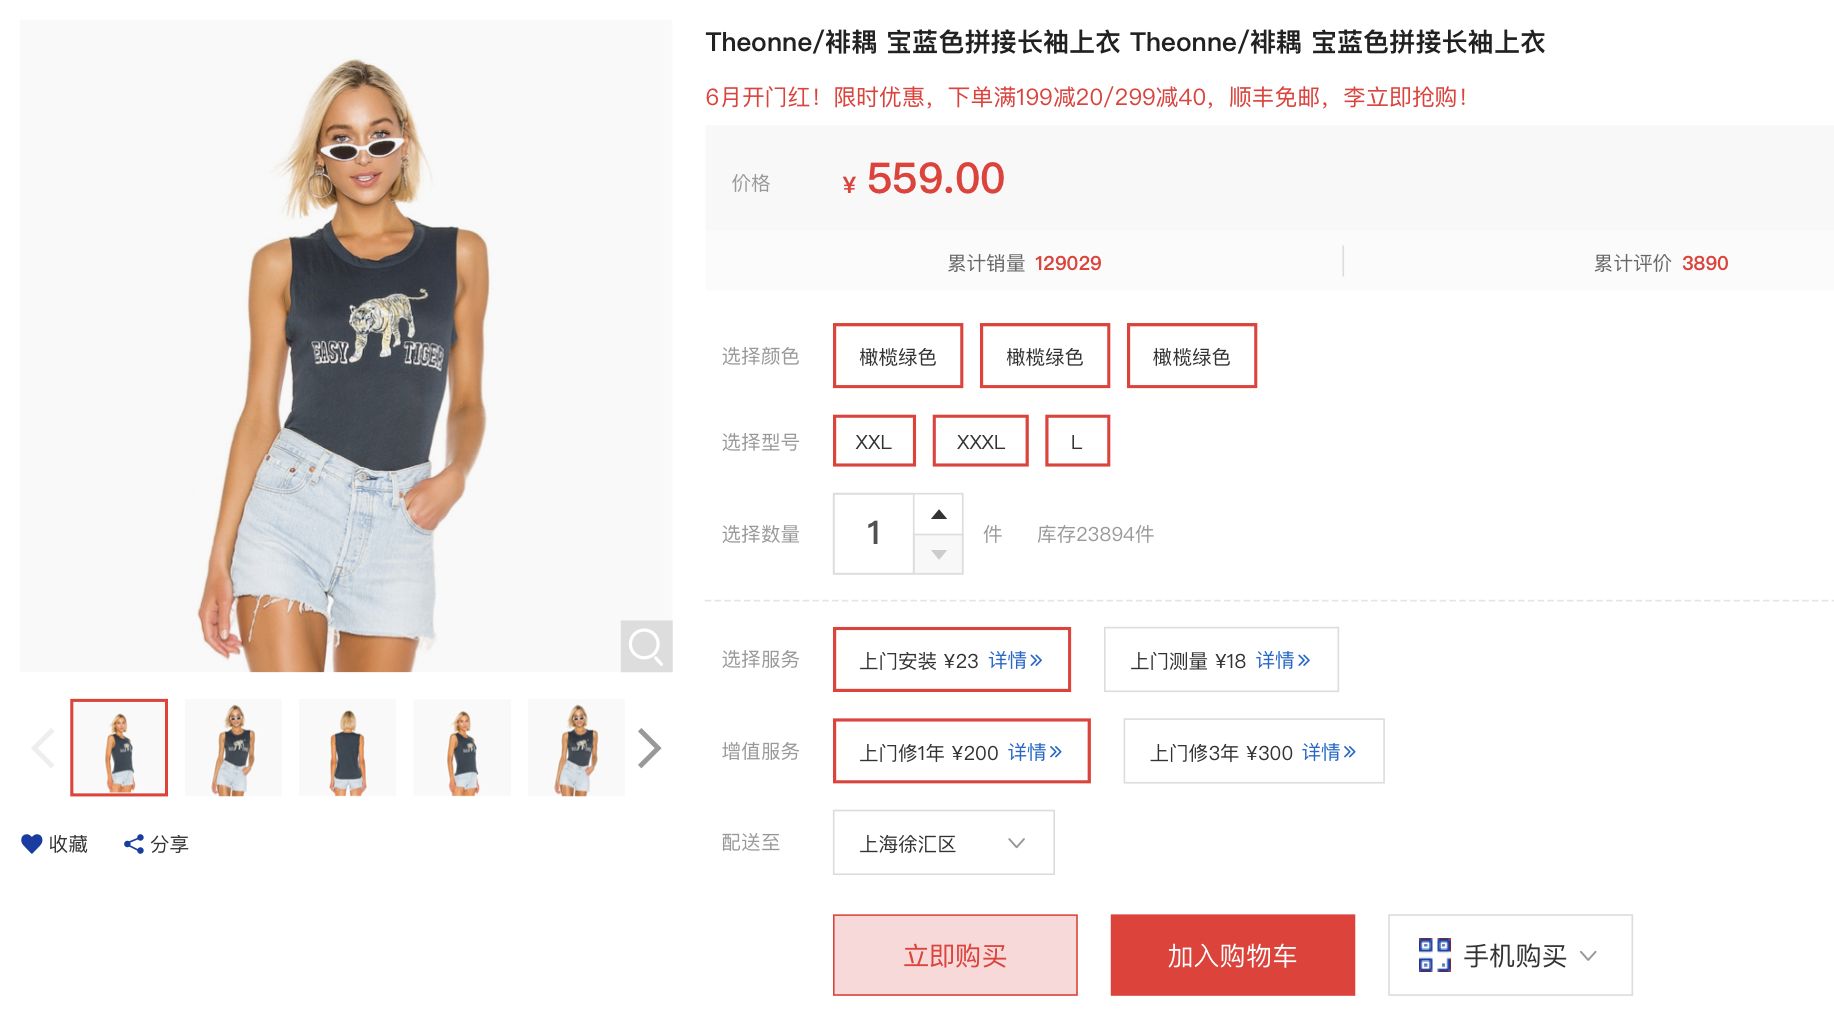 Theonne/裶耦 宝蓝色拼接长袖上衣 Theonne/裶耦 宝蓝色拼接长袖上衣
6月开门红！限时优惠，下单满199减20/299减40，顺丰免邮，李立即抢购！
价格 ¥ 559.00
累计销量 129029 累计评价 3890
EASY TIGER
选择颜色 橄榄绿色 橄榄绿色 橄榄绿色
选择型号 XXL XXXL L
选择数量 1 件 库存23894件
选择服务 上门安装 ¥23 详情» 上门测量 ¥18 详情»
增值服务 上门修1年 ¥200 详情» 上门修3年 ¥300 详情»
收藏 分享
配送至 上海徐汇区
立即购买 加入购物车 手机购买